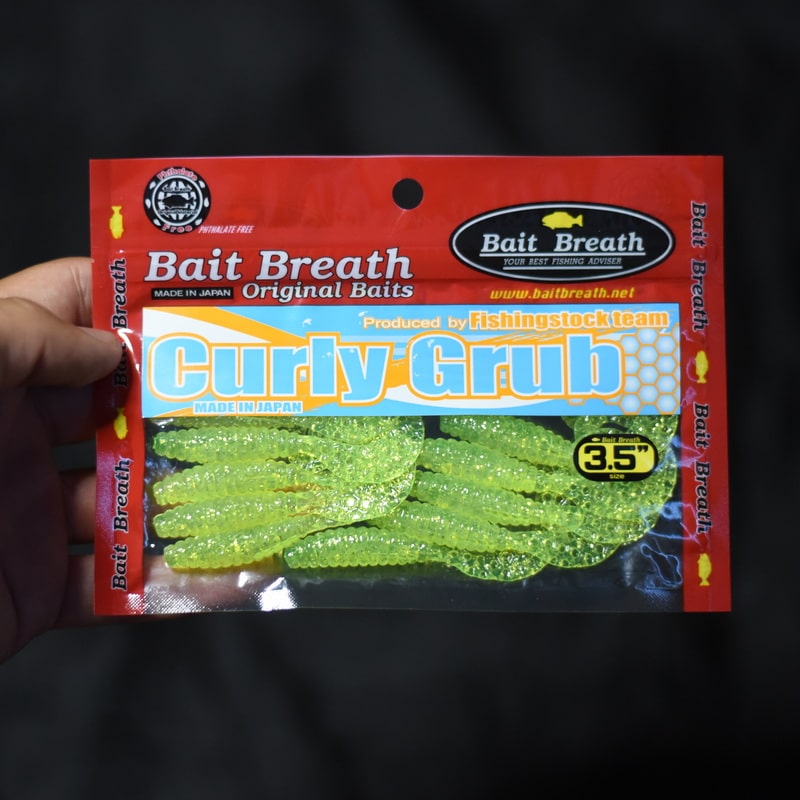 Phthalate
Free
PHTHALATE FREE
Bait Breath
MADE IN JAPAN Original Baits
Bait Breath
YOUR BEST FISHING ADVISER
www.baitbreath.net
Produced by Fishingstock team
Curly Grub
MADE IN JAPAN
Bait Breath
3.5"
size
Bait Breath
Bait Breath
Bait Breath
Bait Breath